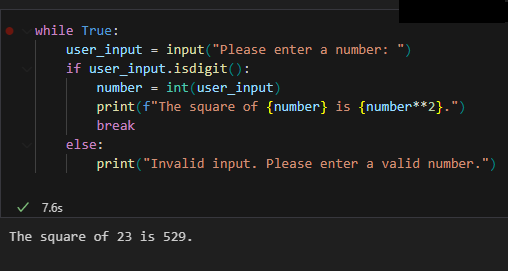 while True:
    user_input = input("Please enter a number: ")
    if user_input.isdigit():
        number = int(user_input)
        print(f"The square of {number} is {number**2}.")
        break
    else:
        print("Invalid input. Please enter a valid number.")
7.6s
The square of 23 is 529.